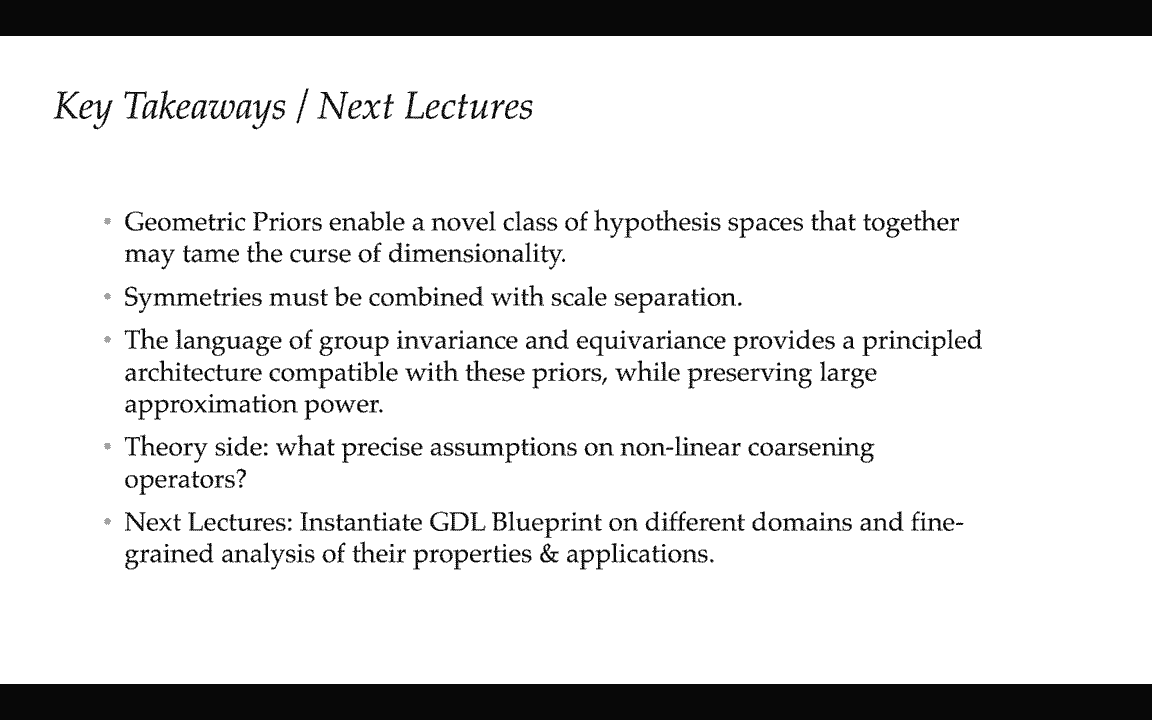 Key Takeaways / Next Lectures
• Geometric Priors enable a novel class of hypothesis spaces that together
may tame the curse of dimensionality.
• Symmetries must be combined with scale separation.
• The language of group invariance and equivariance provides a principled
architecture compatible with these priors, while preserving large
approximation power.
• Theory side: what precise assumptions on non-linear coarsening
operators?
• Next Lectures: Instantiate GDL Blueprint on different domains and fine-
grained analysis of their properties & applications.